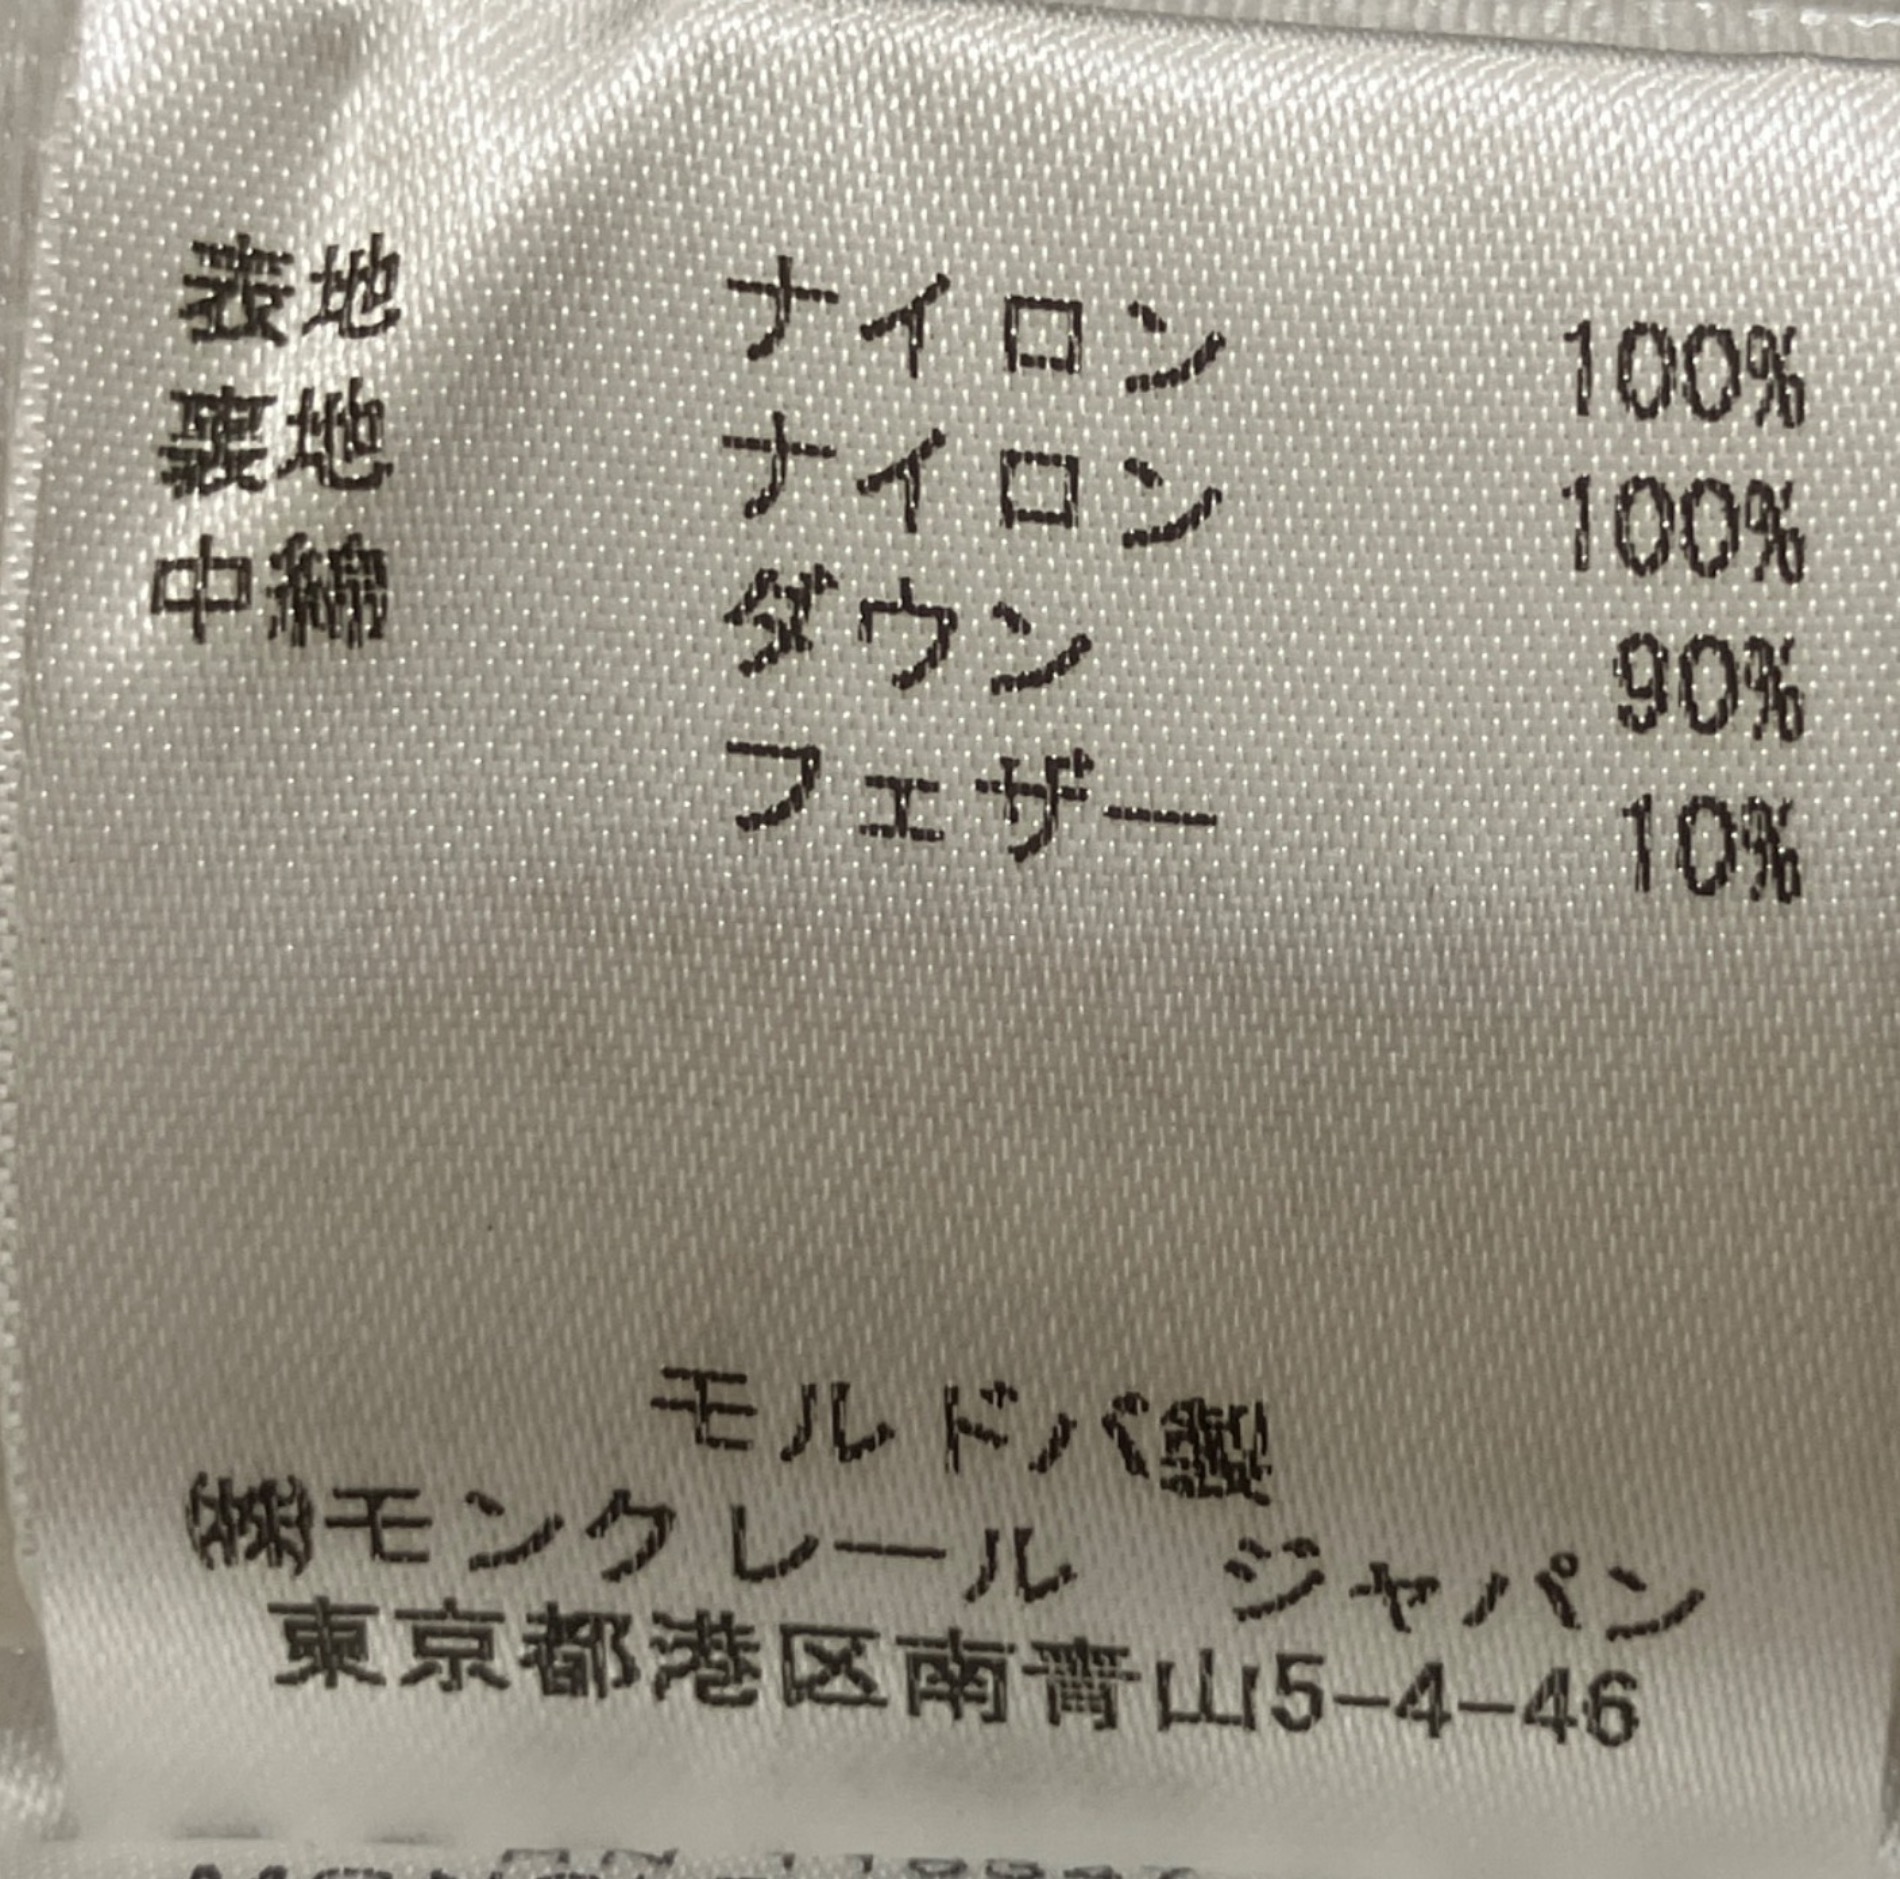 表地 ナイロン 100%
裏地 ナイロン 100%
中綿 ダウン 90%
フェザー 10%
モルドバ製
㈱モンクレール ジャパン
東京都港区南青山5-4-46